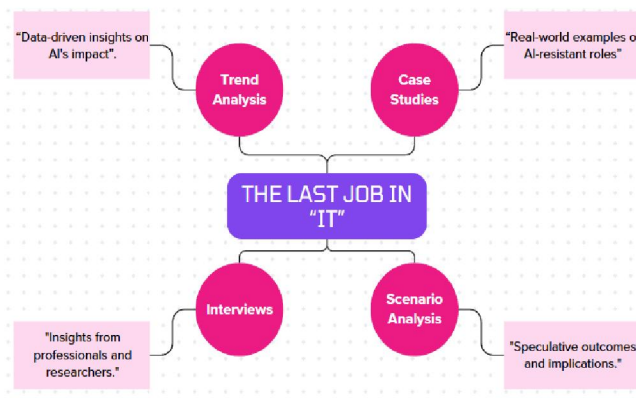 "Data-driven insights on
AI's impact".
Trend
Analysis
Case
Studies
"Real-world examples o
AI-resistant roles"
THE LAST JOB IN
"IT"
Interviews
Scenario
Analysis
"Insights from
professionals and
researchers."
"Speculative outcomes
and implications."